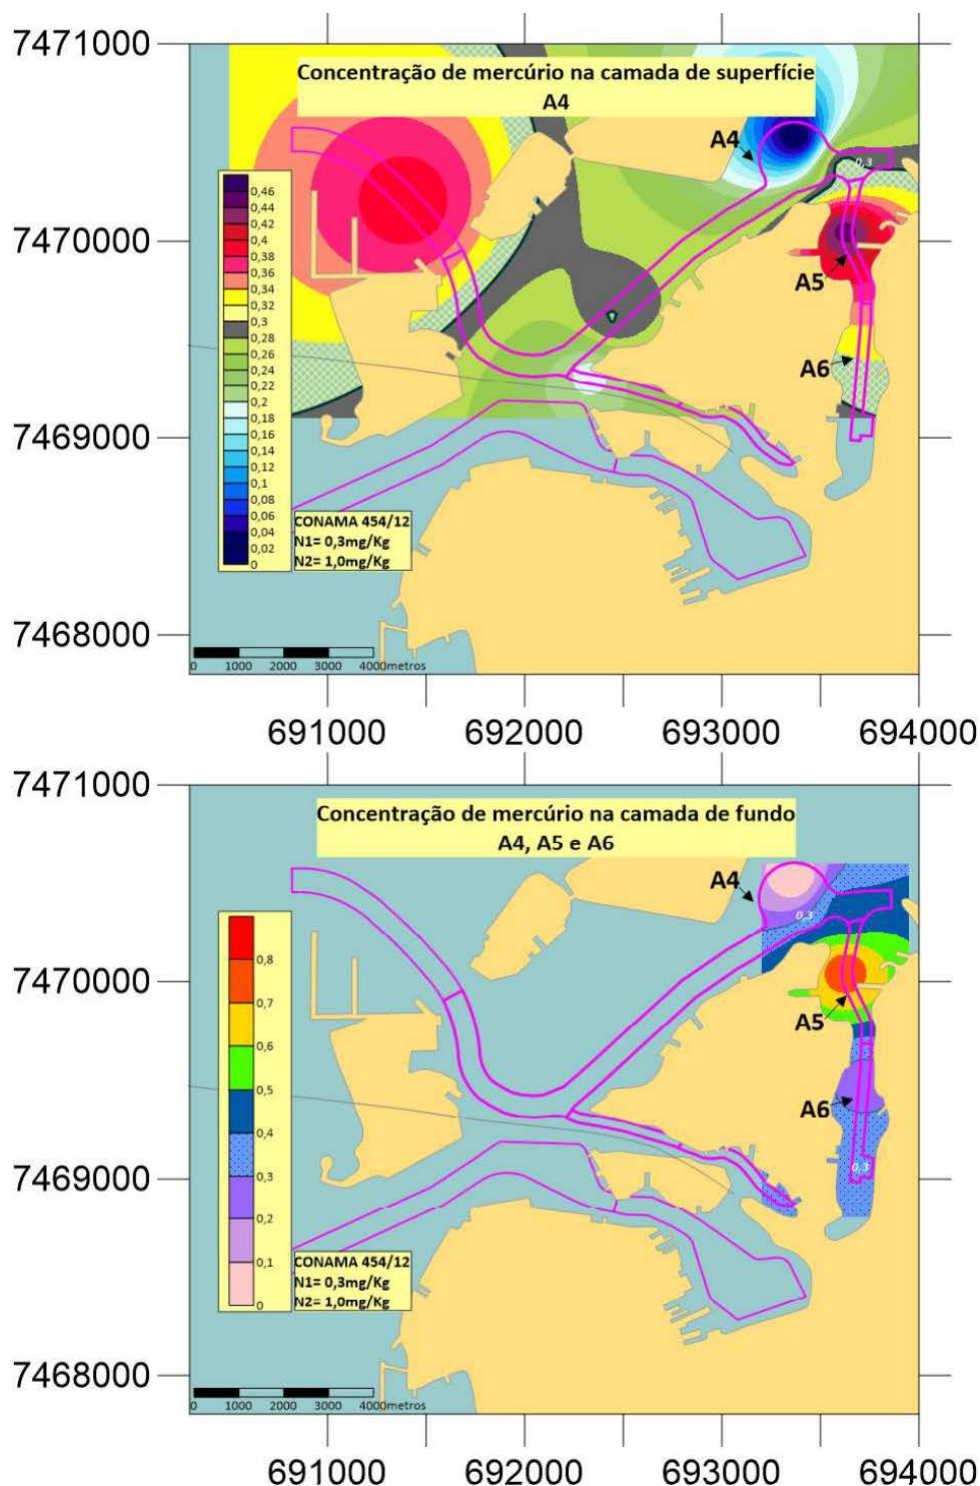 7471000
Concentração de mercúrio na camada de superfície
A4
A4
0,3
0,46
0,44
0,42
0,4
0,38
0,36
0,34
0,32
0,3
0,28
0,26
0,24
0,22
0,2
0,18
0,16
0,14
0,12
0,1
0,08
0,06
0,04
0,02
0
7470000
A5
A6
7469000
CONAMA 454/12
N1= 0,3mg/Kg
N2= 1,0mg/Kg
7468000
0 1000 2000 3000 4000metros
691000 692000 693000 694000
7471000
Concentração de mercúrio na camada de fundo
A4, A5 e A6
A4
0,3
0,8
0,7
0,6
0,5
0,4
0,3
0,2
0,1
0
7470000
A5
A6
7469000
0,3
CONAMA 454/12
N1= 0,3mg/Kg
N2= 1,0mg/Kg
7468000
0 1000 2000 3000 4000metros
691000 692000 693000 694000